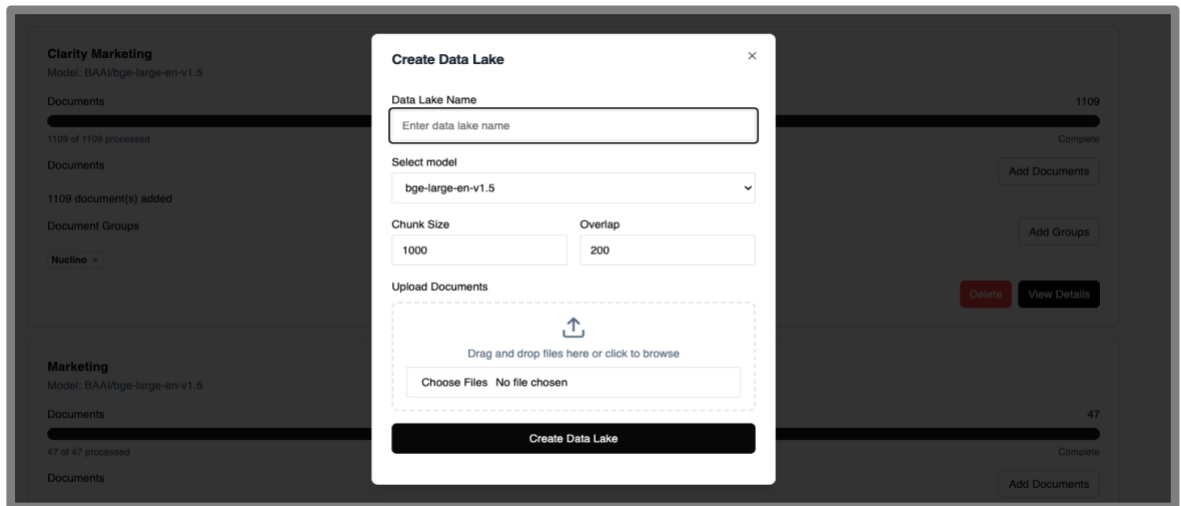 Clarity Marketing
Model: BAAI/bge-large-en-v1.5
Documents
1109
1109 of 1109 processed
Complete
Documents
Add Documents
1109 document(s) added
Document Groups
Add Groups
Nuclino ×
Delete
View Details
Marketing
Model: BAAI/bge-large-en-v1.5
Documents
47
47 of 47 processed
Complete
Documents
Add Documents
Create Data Lake
×
Data Lake Name
Enter data lake name
Select model
bge-large-en-v1.5
Chunk Size
Overlap
1000
200
Upload Documents
Drag and drop files here or click to browse
Choose Files No file chosen
Create Data Lake